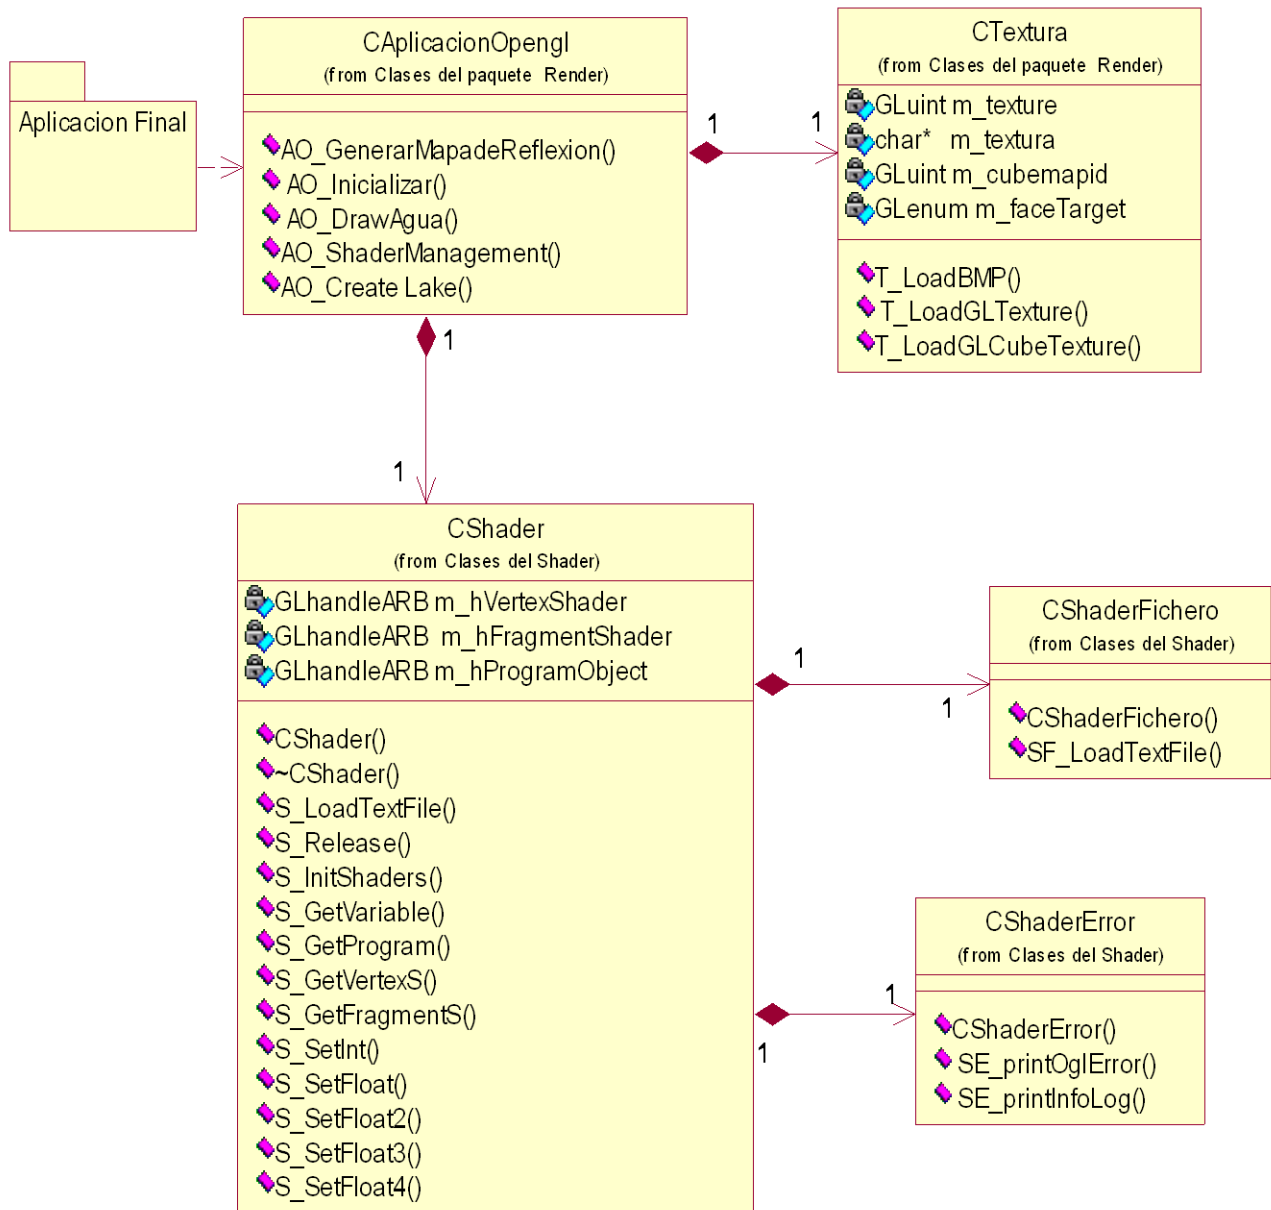 Aplicacion Final
CAplicacionOpengl
(from Clases del paquete Render)
AO_GenerarMapadeReflexion()
AO_Inicializar()
AO_DrawAgua()
AO_ShaderManagement()
AO_Create Lake()
1
1
CTextura
(from Clases del paquete Render)
GLuint m_texture
char* m_textura
GLuint m_cubemapid
GLenum m_faceTarget
T_LoadBMP()
T_LoadGLTexture()
T_LoadGLCubeTexture()
1
1
CShader
(from Clases del Shader)
GLhandleARB m_hVertexShader
GLhandleARB m_hFragmentShader
GLhandleARB m_hProgramObject
CShader()
~CShader()
S_LoadTextFile()
S_Release()
S_InitShaders()
S_GetVariable()
S_GetProgram()
S_GetVertexS()
S_GetFragmentS()
S_SetInt()
S_SetFloat()
S_SetFloat2()
S_SetFloat3()
S_SetFloat4()
1
1
CShaderFichero
(from Clases del Shader)
CShaderFichero()
SF_LoadTextFile()
1
1
CShaderError
(from Clases del Shader)
CShaderError()
SE_printOglError()
SE_printInfoLog()